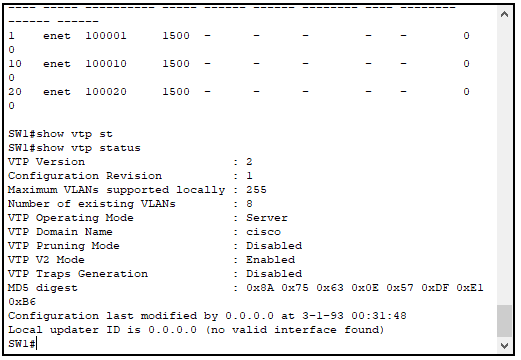 ---- ----- ---------- ----- ------ ------ -------- ---- -------- ------ ------
1 enet 100001 1500 - - - - - 0
0
10 enet 100010 1500 - - - - - 0
0
20 enet 100020 1500 - - - - - 0
0
SW1#show vtp st
SW1#show vtp status
VTP Version : 2
Configuration Revision : 1
Maximum VLANs supported locally : 255
Number of existing VLANs : 8
VTP Operating Mode : Server
VTP Domain Name : cisco
VTP Pruning Mode : Disabled
VTP V2 Mode : Enabled
VTP Traps Generation : Disabled
MD5 digest : 0x8A 0x75 0x63 0x0E 0x57 0xDF 0xE1
0xB6
Configuration last modified by 0.0.0.0 at 3-1-93 00:31:48
Local updater ID is 0.0.0.0 (no valid interface found)
SW1#